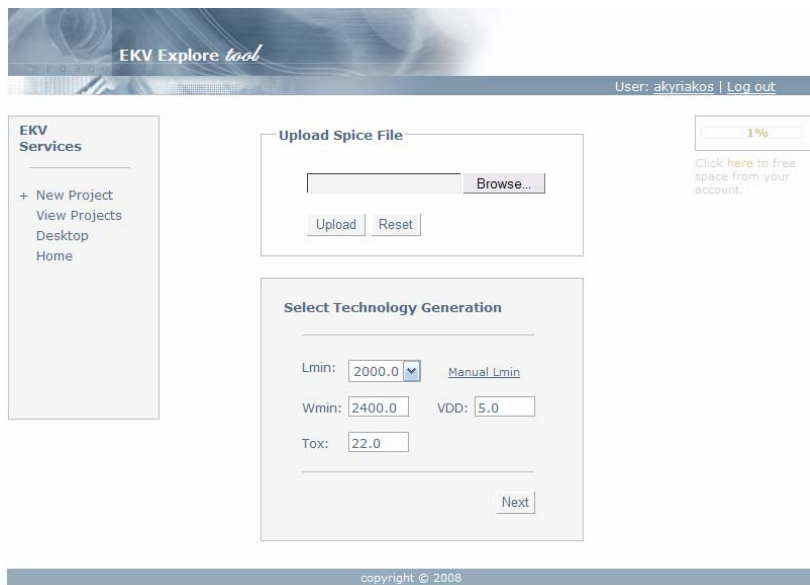 EKV Explore tool
User: akyriakos | Log out
EKV
Services
+ New Project
View Projects
Desktop
Home
Upload Spice File
Browse...
Upload Reset
1%
Click here to free
space from your
account.
Select Technology Generation
Lmin: 2000.0 Manual Lmin
Wmin: 2400.0 VDD: 5.0
Tox: 22.0
Next
copyright © 2008